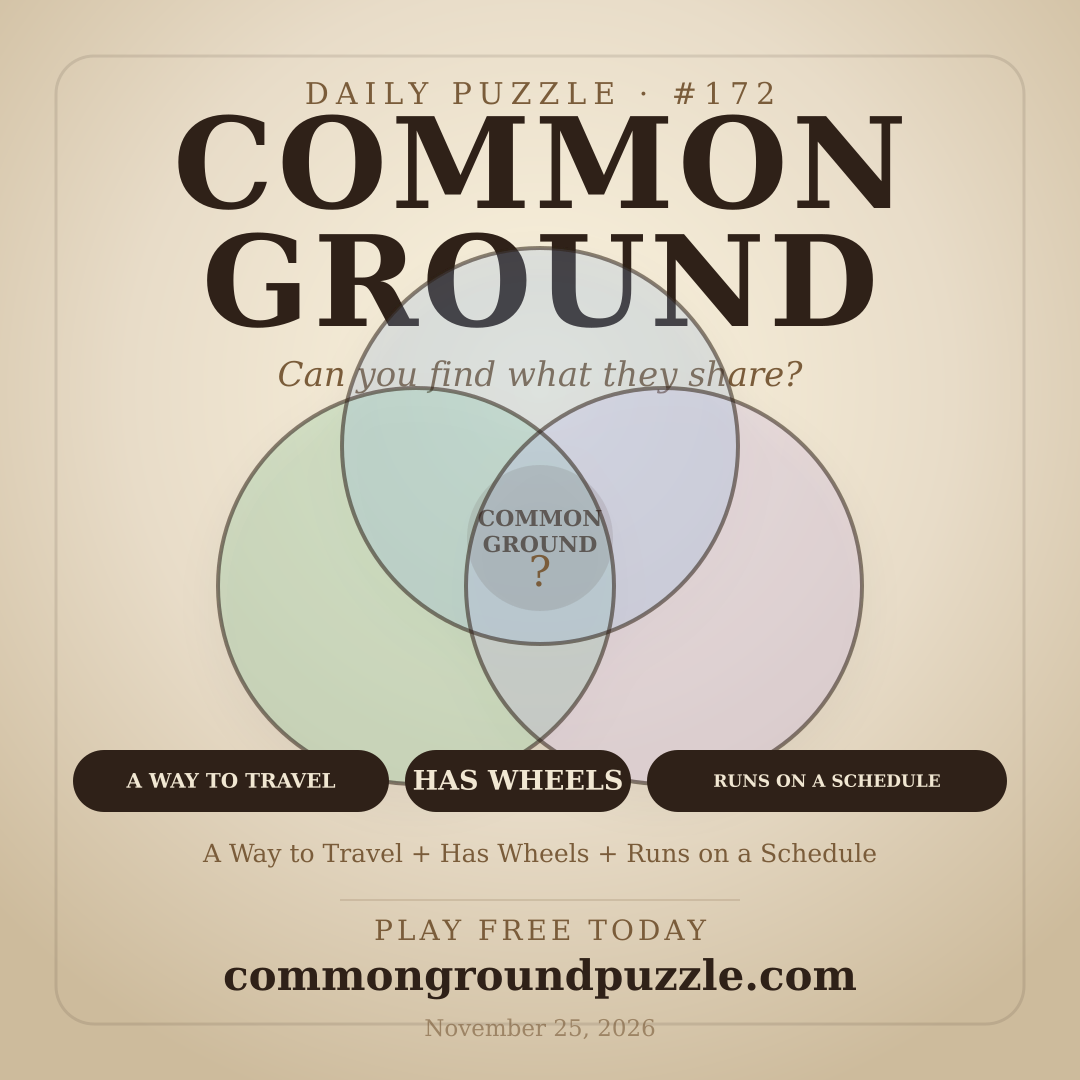 DAILY PUZZLE · #172
COMMON
GROUND
Can you find what they share?
COMMON
GROUND
?
A WAY TO TRAVEL
HAS WHEELS
RUNS ON A SCHEDULE
A Way to Travel + Has Wheels + Runs on a Schedule
PLAY FREE TODAY
commongroundpuzzle.com
November 25, 2026